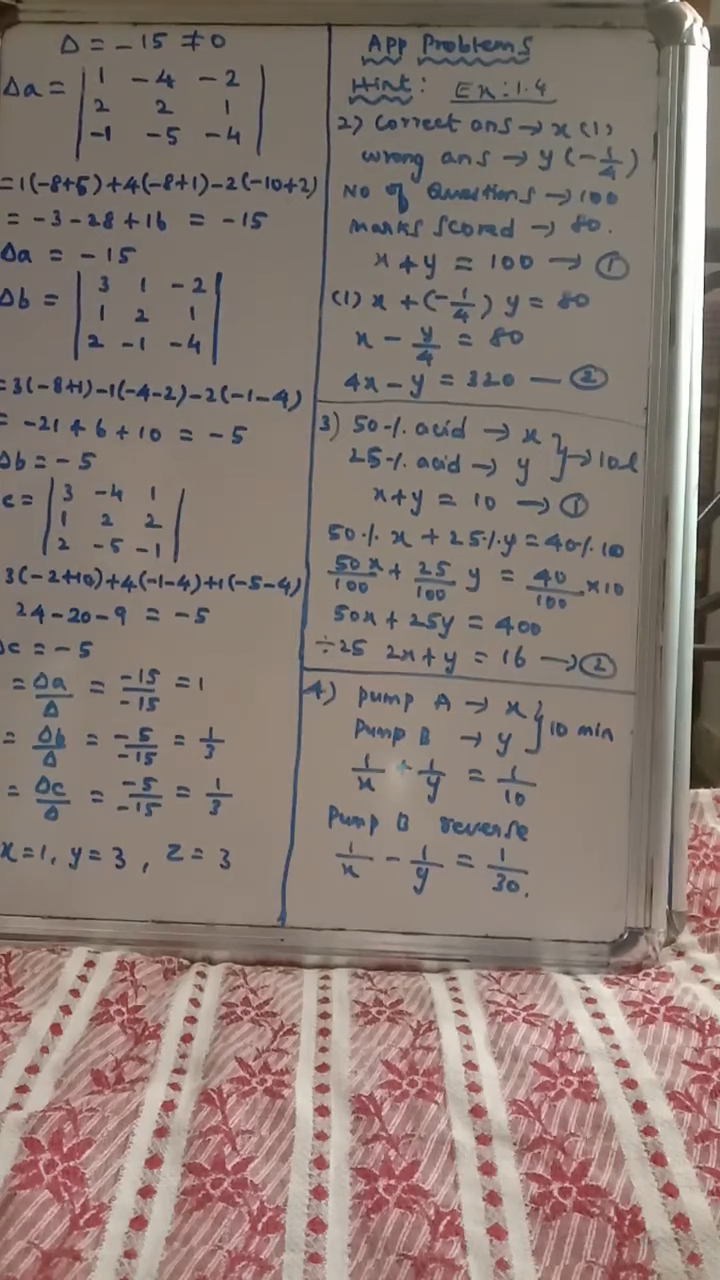 Δ = -15 ≠ 0
Δa = | 1 -4 -2 |
| 2 2 1 |
| -1 -5 -4 |
= 1(-8+5)+4(-8+1)-2(-10+2)
= -3-28+16 = -15
Δa = -15
Δb = | 3 1 -2 |
| 1 2 1 |
| 2 -1 -4 |
= 3(-8+1)-1(-4-2)-2(-1-4)
= -21+6+10 = -5
Δb = -5
c = | 3 -4 1 |
| 1 2 2 |
| 2 -5 -1 |
3(-2+10)+4(-1-4)+1(-5-4)
24-20-9 = -5
c = -5
= Δa/Δ = -15/-15 = 1
= Δb/Δ = -5/-15 = 1/3
= Δc/Δ = -5/-15 = 1/3
x=1, y=3, z=3
App Problems
Hint: Ex:1.4
2) Correct ans → x (1)
wrong ans → y (-1/4)
No of Questions → 100
Marks Scored → 80.
x+y = 100 → ①
(1) x + (-1/4) y = 80
x - y/4 = 80
4x-y = 320 — ②
3) 50% acid → x
25% acid → y } → 10l
x+y = 10 → ①
50% x + 25% y = 40% 10
50x/100 + 25/100 y = 40/100 ×10
50x + 25y = 400
÷25 2x+y = 16 → ②
4) pump A → x
Pump B → y } 10 min
1/x + 1/y = 1/10
Pump B reverse
1/x - 1/y = 1/30.